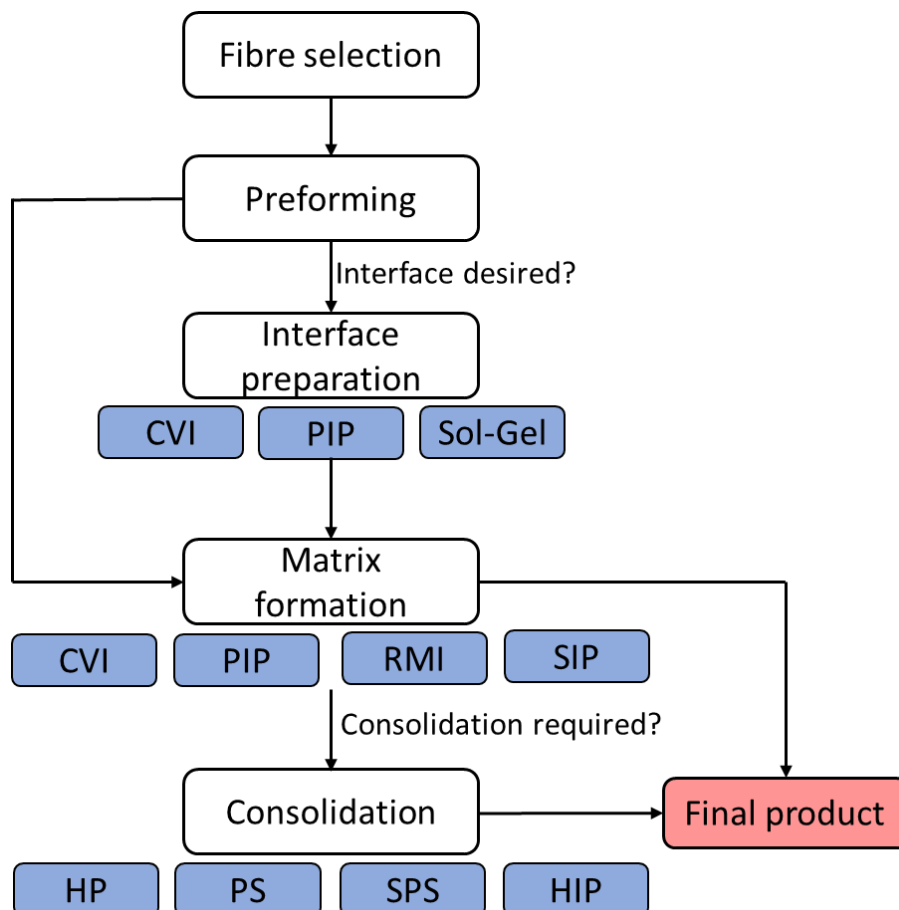 Fibre selection
Preforming
Interface desired?
Interface
preparation
CVI
PIP
Sol-Gel
Matrix
formation
CVI
PIP
RMI
SIP
Consolidation required?
Consolidation
Final product
HP
PS
SPS
HIP